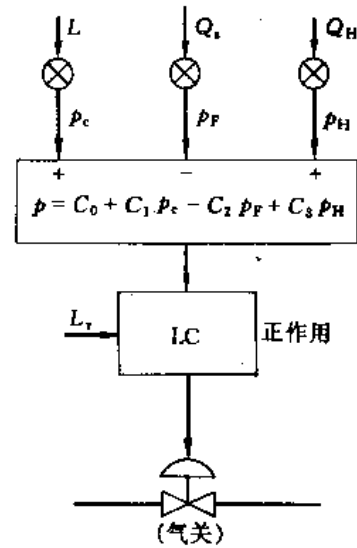 L Q_s Q_H
p_c p_F p_H
+ − +
p = C_0 + C_1 p_c − C_2 p_F + C_3 p_H
L_r LC 正作用
(气关)